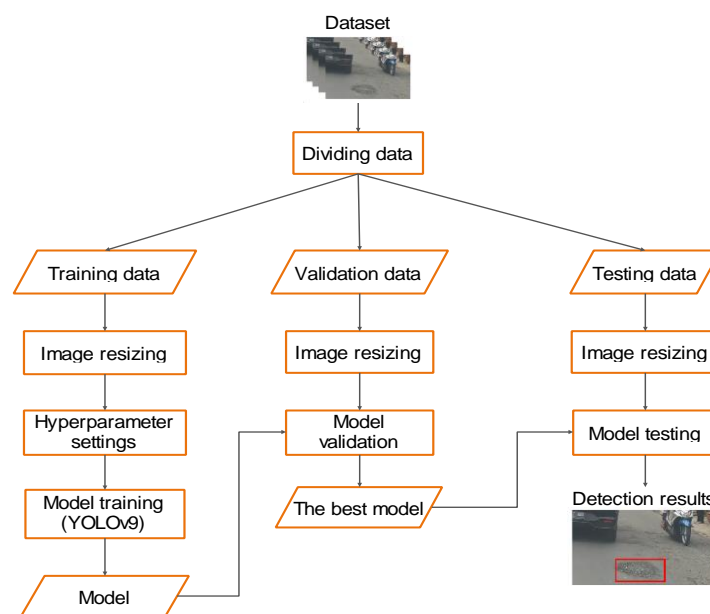 Dataset
Dividing data
Training data
Validation data
Testing data
Image resizing
Image resizing
Image resizing
Hyperparameter
settings
Model
validation
Model testing
Model training
(YOLOv9)
The best model
Detection results
Model